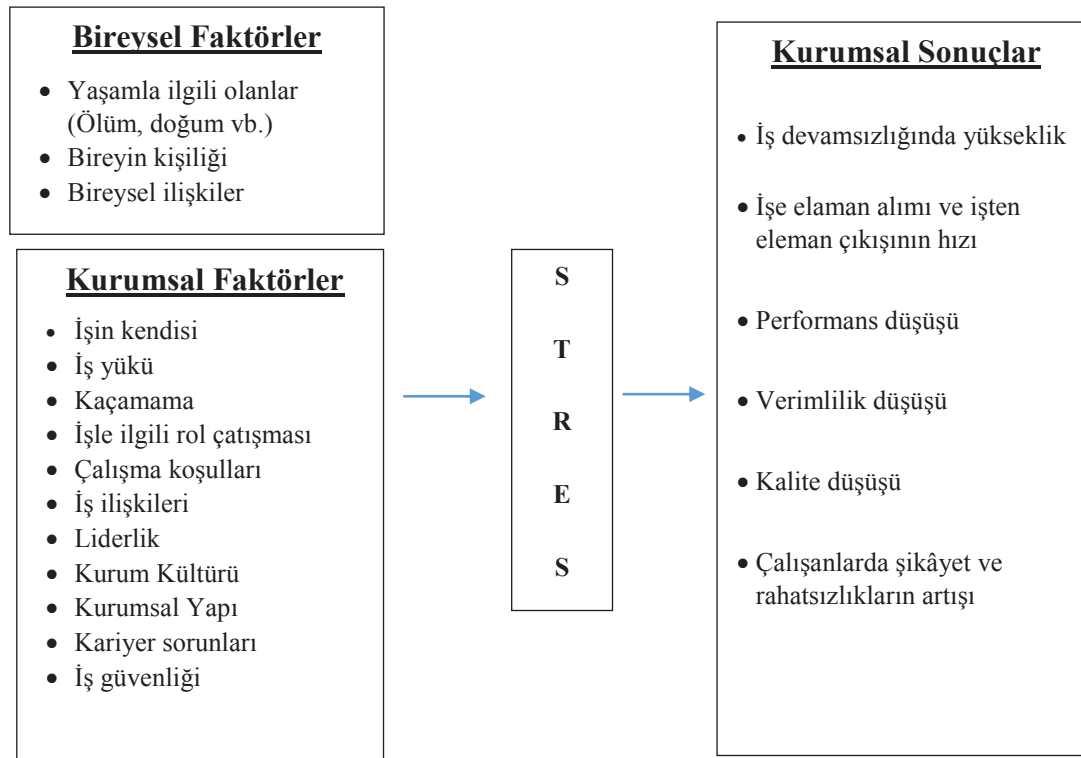 Bireysel Faktörler
• Yaşamla ilgili olanlar
(Ölüm, doğum vb.)
• Bireyin kişiliği
• Bireysel ilişkiler
Kurumsal Faktörler
• İşin kendisi
• İş yükü
• Kaçamama
• İşle ilgili rol çatışması
• Çalışma koşulları
• İş ilişkileri
• Liderlik
• Kurum Kültürü
• Kurumsal Yapı
• Kariyer sorunları
• İş güvenliği
S
T
R
E
S
Kurumsal Sonuçlar
• İş devamsızlığında yükseklik
• İşe elaman alımı ve işten
eleman çıkışının hızı
• Performans düşüşü
• Verimlilik düşüşü
• Kalite düşüşü
• Çalışanlarda şikâyet ve
rahatsızlıkların artışı